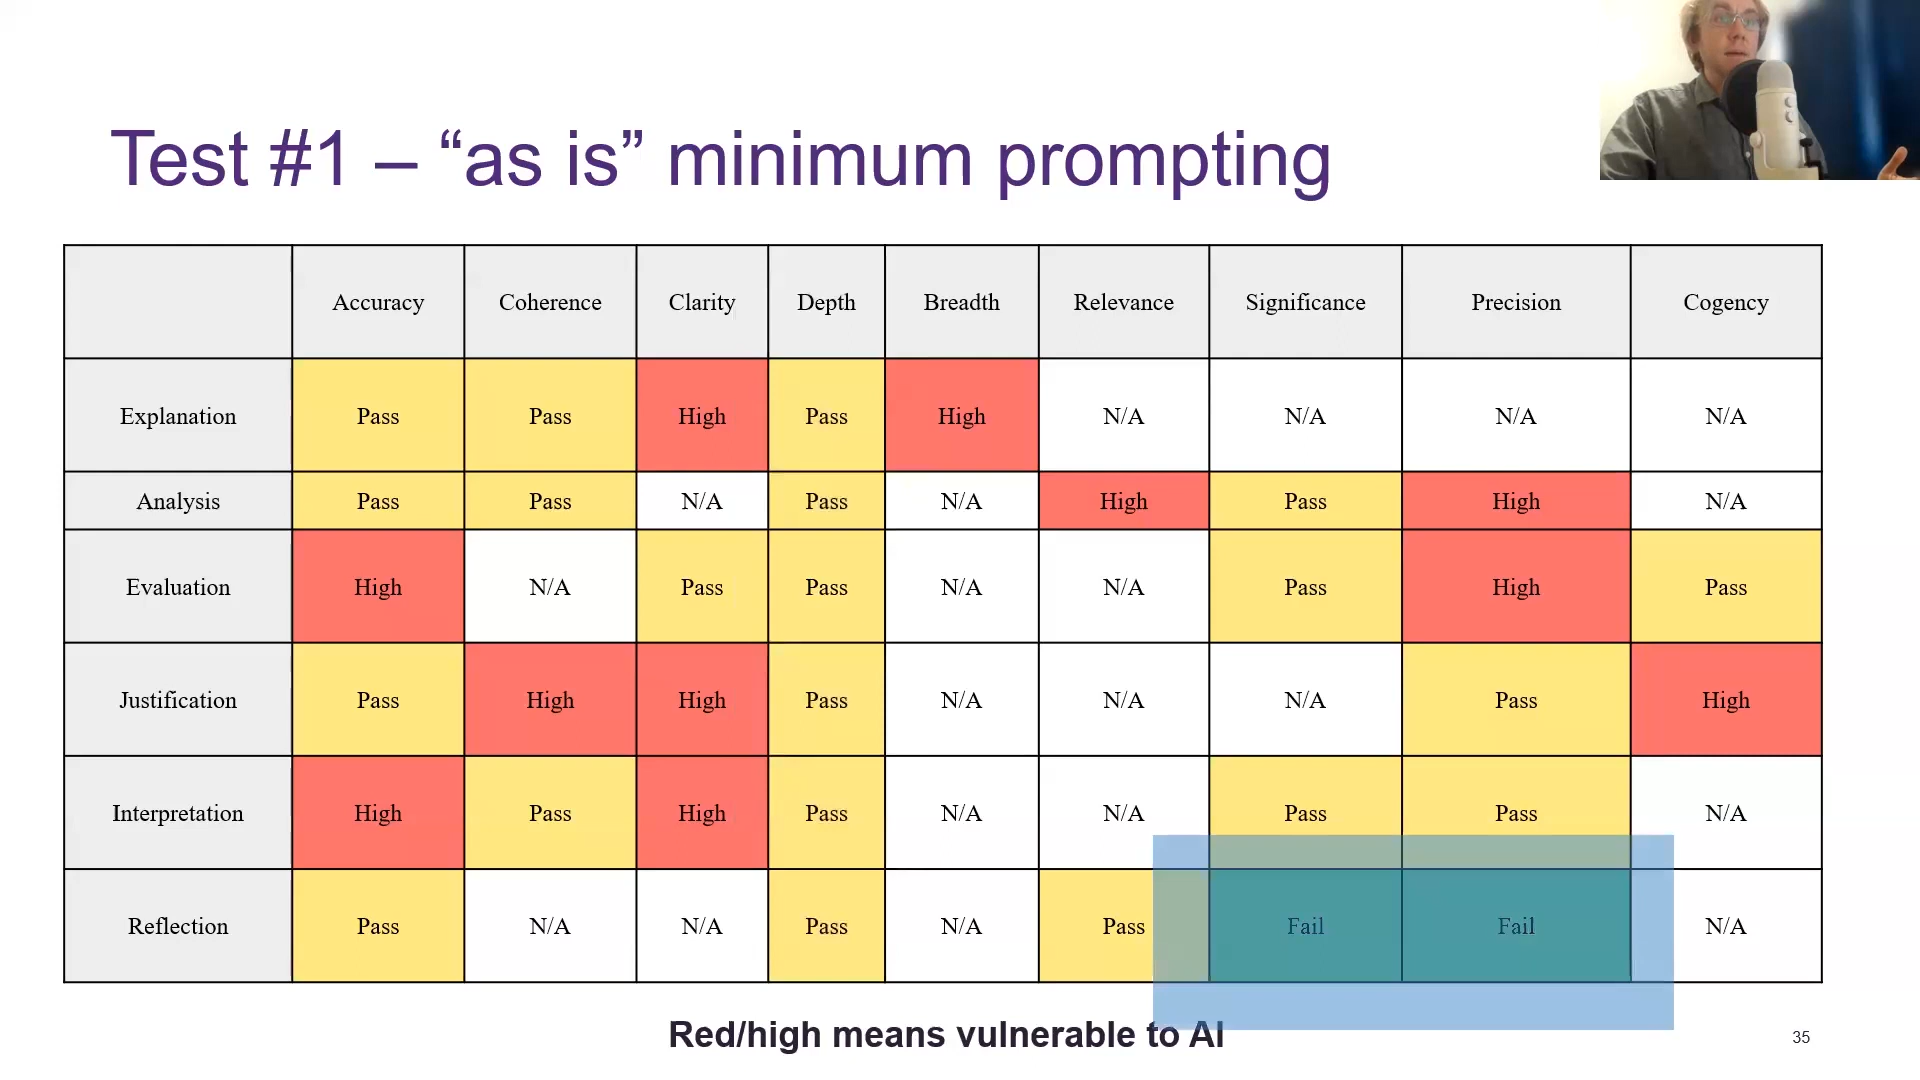 Test #1 – “as is” minimum prompting
Accuracy Coherence Clarity Depth Breadth Relevance Significance Precision Cogency
Explanation Pass Pass High Pass High N/A N/A N/A N/A
Analysis Pass Pass N/A Pass N/A High Pass High N/A
Evaluation High N/A Pass Pass N/A N/A Pass High Pass
Justification Pass High High Pass N/A N/A N/A Pass High
Interpretation High Pass High Pass N/A N/A Pass Pass N/A
Reflection Pass N/A N/A Pass N/A Pass Fail Fail N/A
Red/high means vulnerable to AI
35